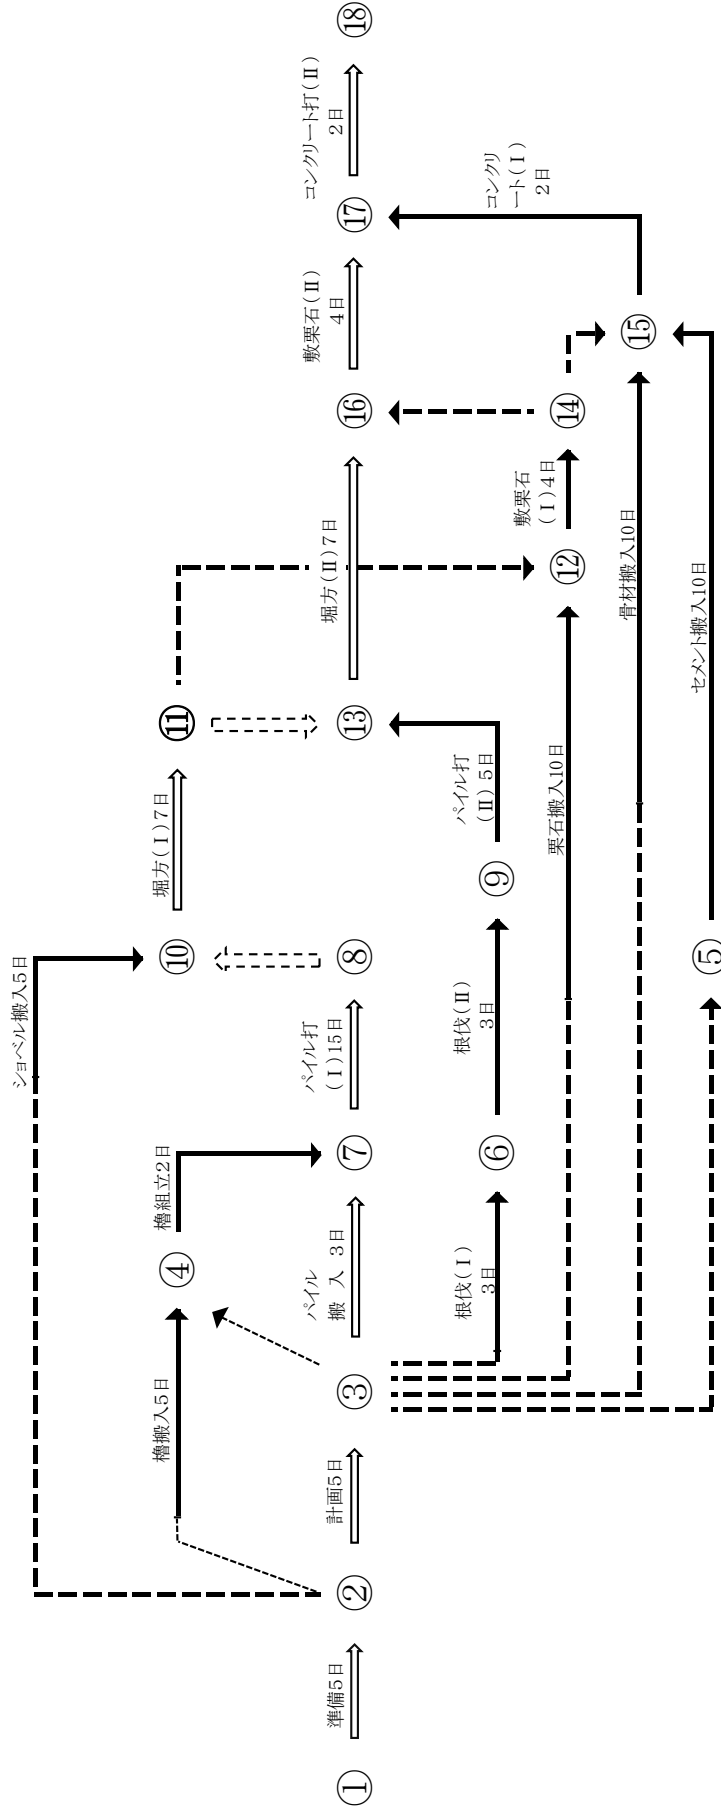 ①
準備5日
②
計画5日
③
ショベル搬入5日
櫓搬入5日
④
櫓組立2日
パイル
搬 入 3日
⑦
パイル打
(Ⅰ)15日
⑧
根伐(Ⅰ)
3日
⑥
根伐(Ⅱ)
3日
⑨
パイル打
(Ⅱ)5日
⑩
堀方(Ⅰ)7日
⑪
⑬
堀方(Ⅱ)7日
⑯
敷栗石(Ⅱ)
4日
⑰
コンクリート打(Ⅱ)
2日
⑱
栗石搬入10日
⑫
敷栗石
(Ⅰ)4日
⑭
骨材搬入10日
⑮
コンクリ
ート(Ⅰ)
2日
⑤
セメント搬入10日